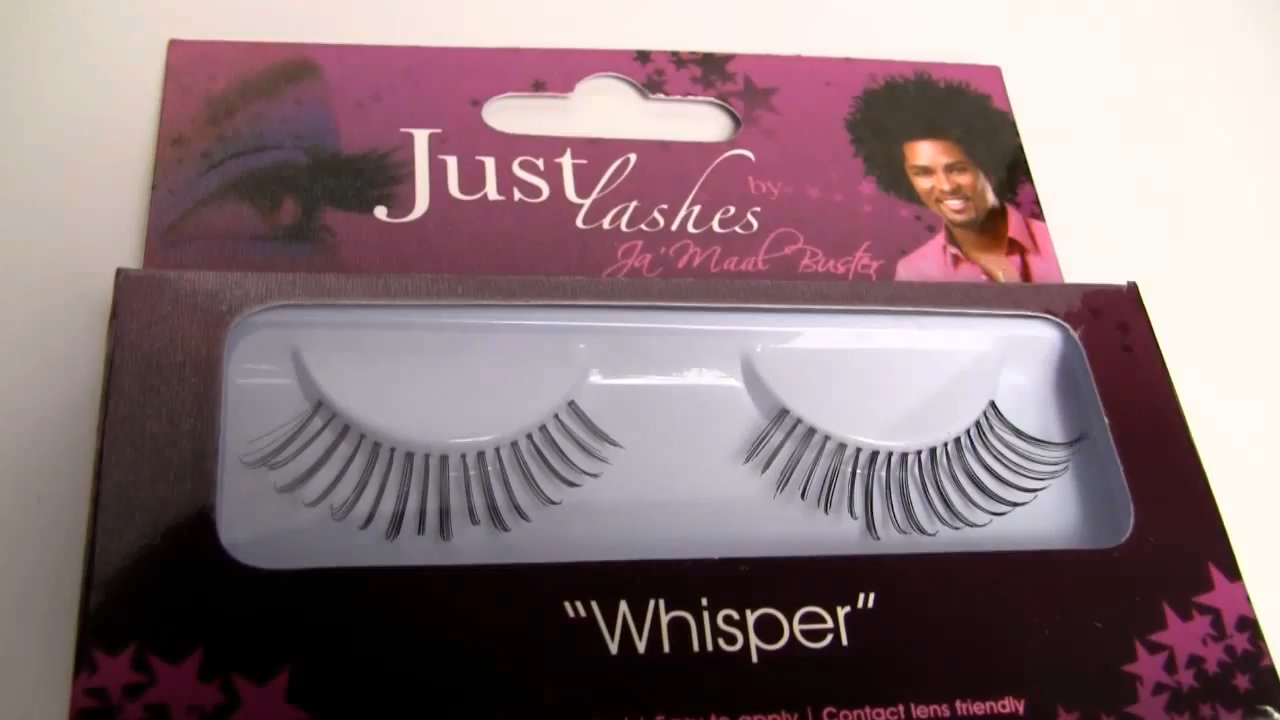 Just lashes by
Ja'Maal Buster
"Whisper"
Easy to apply | Contact lens friendly